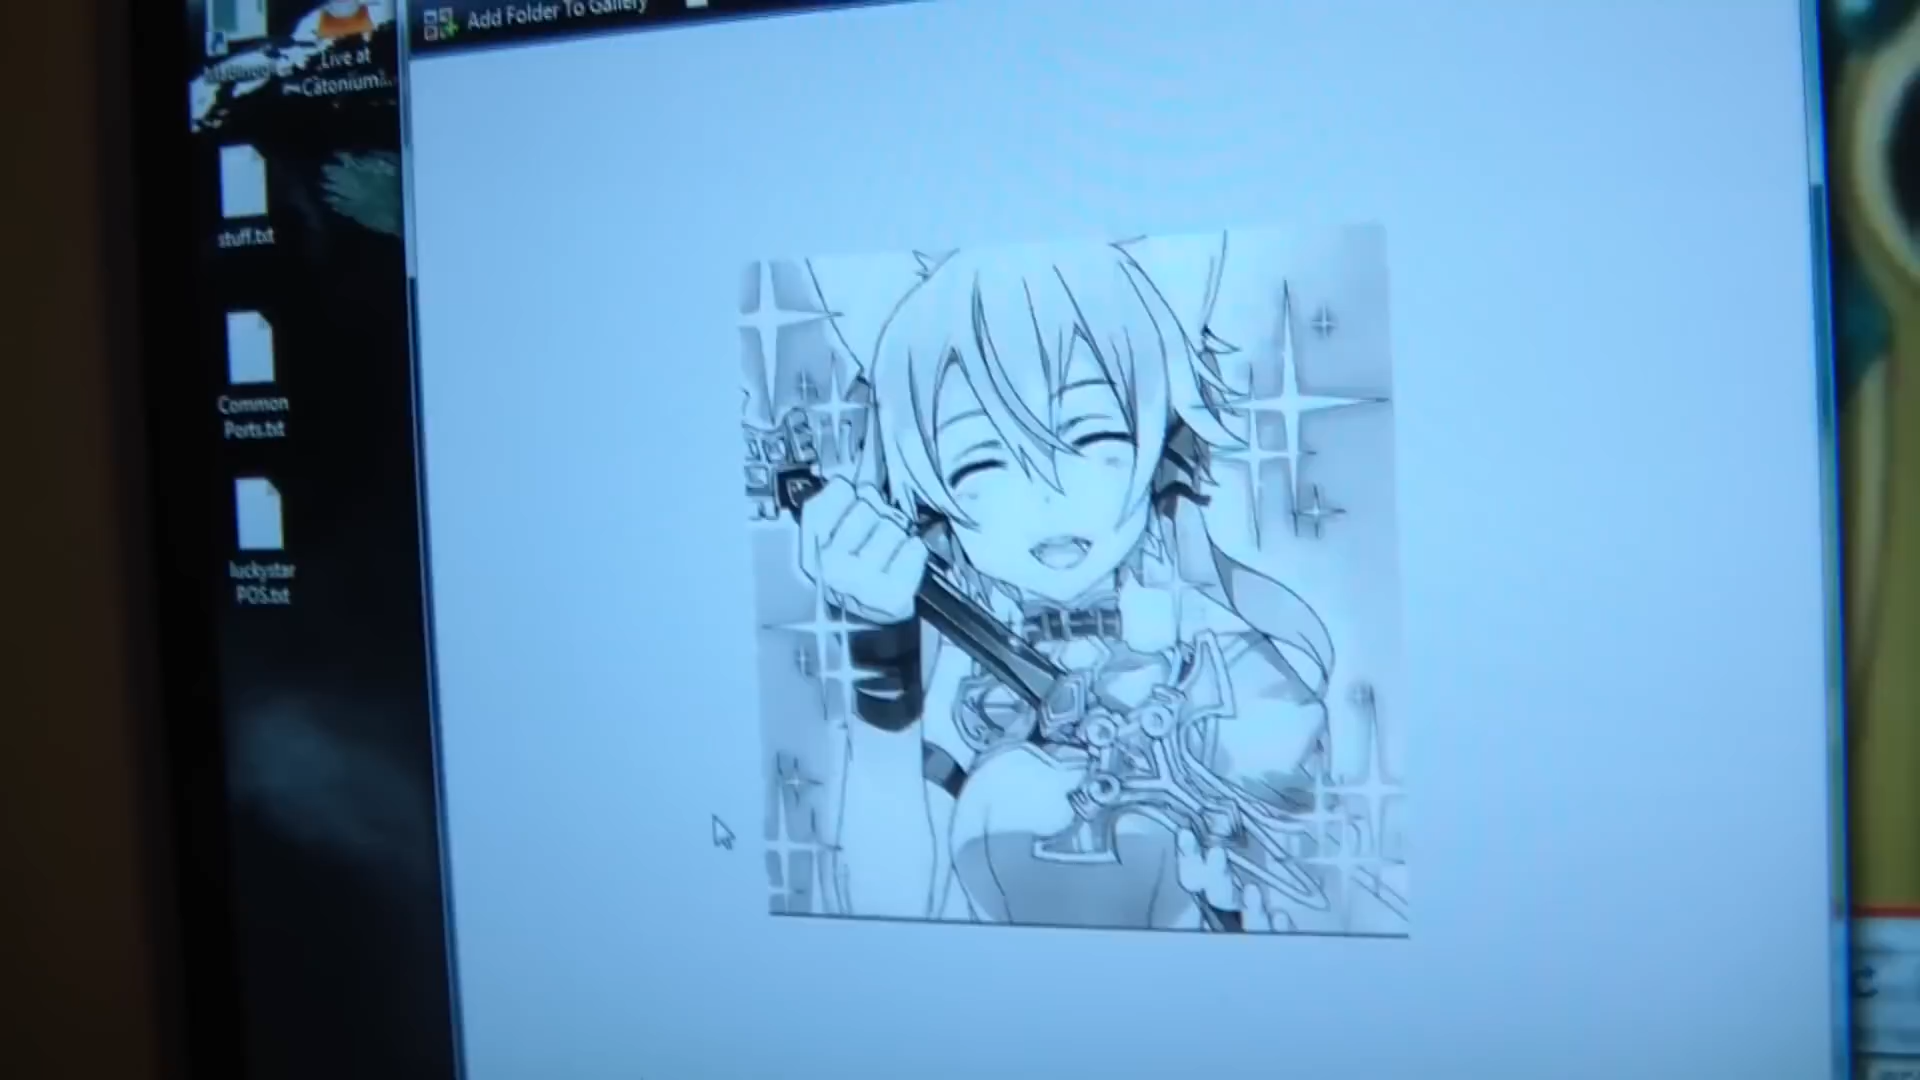 Add Folder To Gallery
Live at
Catonium...
stuff.txt
Common
Ports.txt
luckystar
POS.txt